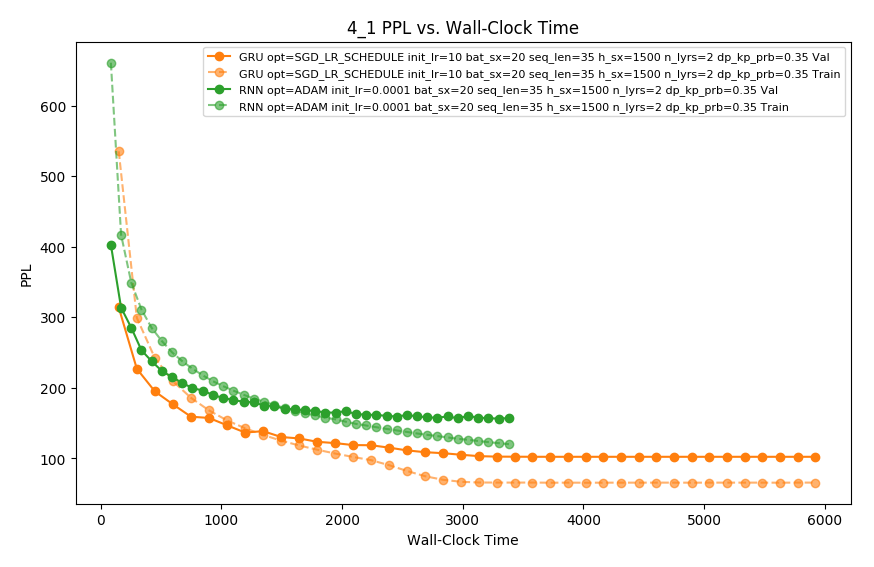 4_1 PPL vs. Wall-Clock Time
GRU opt=SGD_LR_SCHEDULE init_lr=10 bat_sx=20 seq_len=35 h_sx=1500 n_lyrs=2 dp_kp_prb=0.35 Val
GRU opt=SGD_LR_SCHEDULE init_lr=10 bat_sx=20 seq_len=35 h_sx=1500 n_lyrs=2 dp_kp_prb=0.35 Train
RNN opt=ADAM init_lr=0.0001 bat_sx=20 seq_len=35 h_sx=1500 n_lyrs=2 dp_kp_prb=0.35 Val
RNN opt=ADAM init_lr=0.0001 bat_sx=20 seq_len=35 h_sx=1500 n_lyrs=2 dp_kp_prb=0.35 Train
600
500
400
300
200
100
PPL
0 1000 2000 3000 4000 5000 6000
Wall-Clock Time